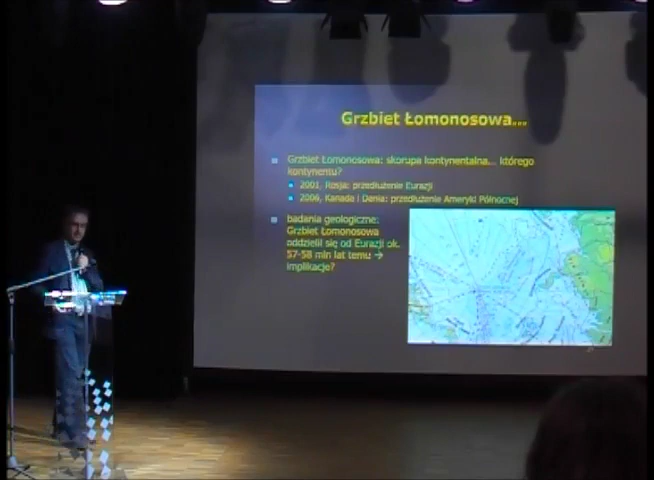 Grzbiet Łomonosowa...
Grzbiet Łomonosowa: skorupa kontynentalna... którego
kontynentu?
2001, Rosja: przedłużenie Eurazji
2006, Kanada i Dania: przedłużenie Ameryki Północnej
badania geologiczne:
Grzbiet Łomonosowa
oddzielił się od Eurazji ok.
57-58 mln lat temu →
implikacje?